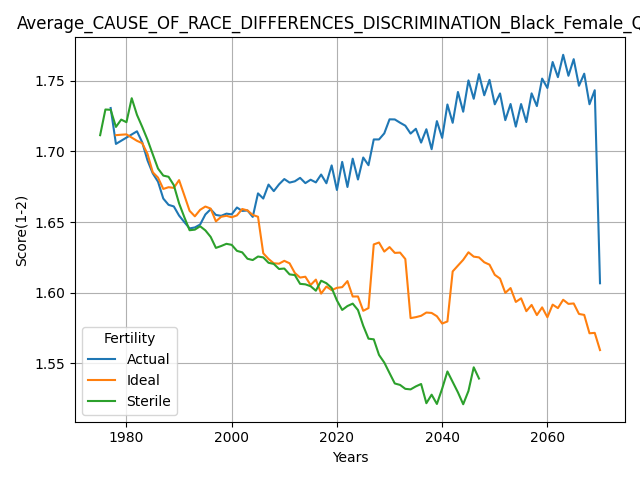 Average_CAUSE_OF_RACE_DIFFERENCES_DISCRIMINATION_Black_Female_Q
1.75
1.70
1.65
1.60
1.55
Score(1-2)
Fertility
Actual
Ideal
Sterile
1980 2000 2020 2040 2060
Years